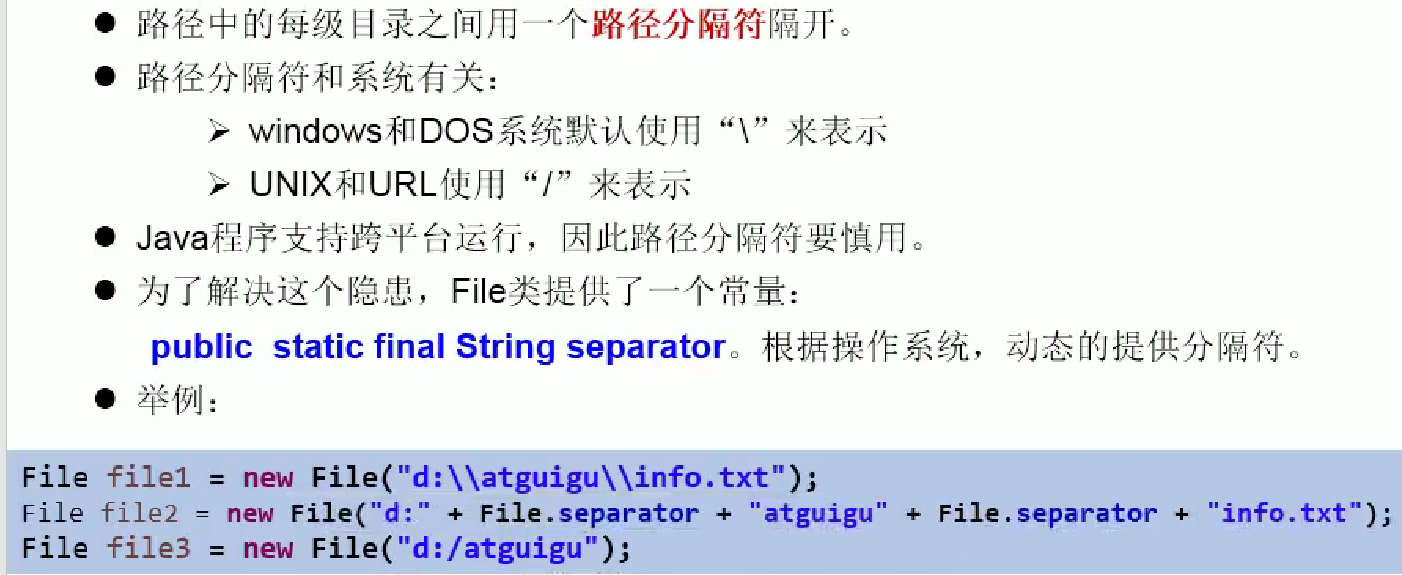 ● 路径中的每级目录之间用一个路径分隔符隔开。
● 路径分隔符和系统有关：
➢ windows和DOS系统默认使用“\”来表示
➢ UNIX和URL使用“/”来表示
● Java程序支持跨平台运行，因此路径分隔符要慎用。
● 为了解决这个隐患，File类提供了一个常量：
public static final String separator。根据操作系统，动态的提供分隔符。
● 举例：
File file1 = new File("d:\\atguigu\\info.txt");
File file2 = new File("d:" + File.separator + "atguigu" + File.separator + "info.txt");
File file3 = new File("d:/atguigu");